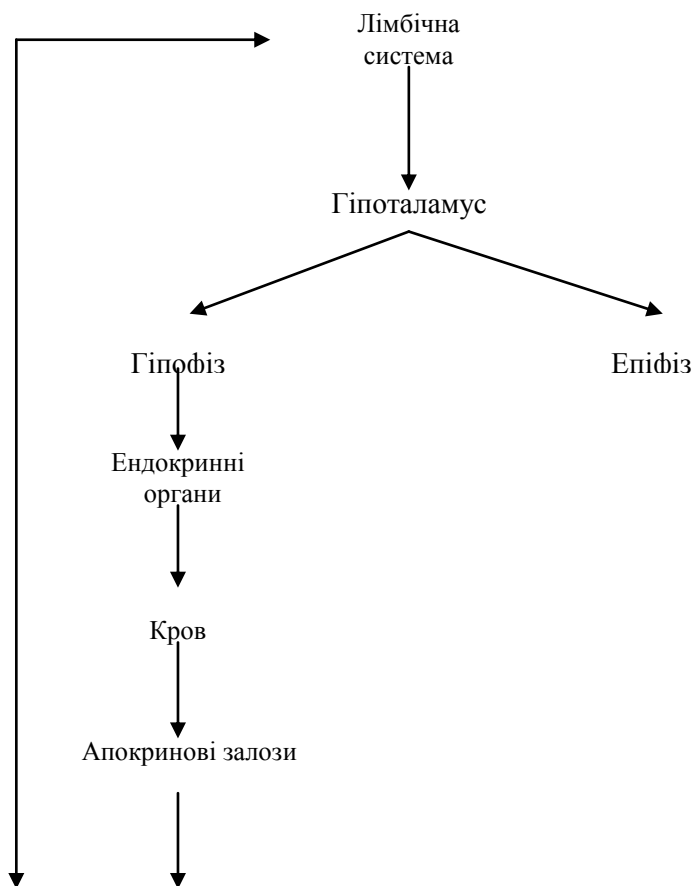 Лімбічна
система
Гіпоталамус
Гіпофіз
Епіфіз
Ендокринні
органи
Кров
Апокринові залози